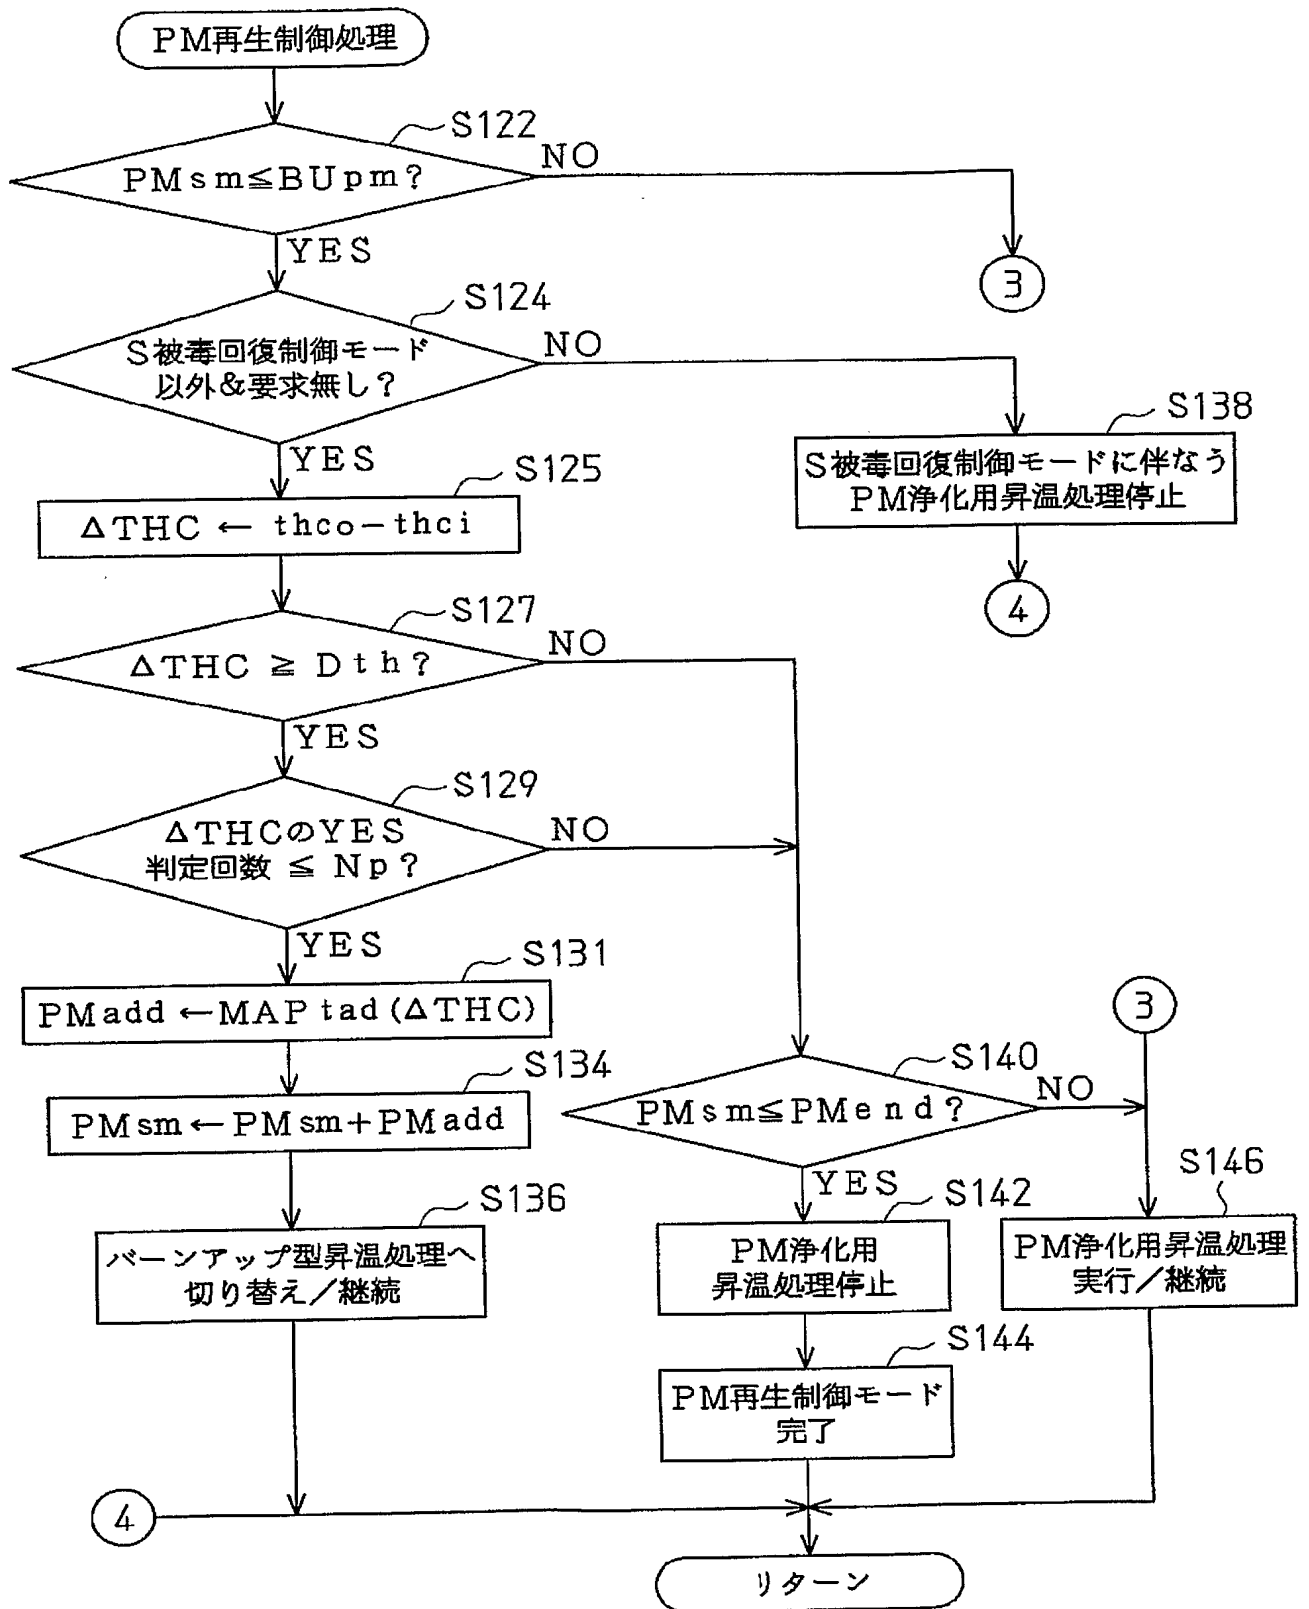 PM再生制御処理
S122
PMsm≦BUpm?
NO
YES
3
S124
S被毒回復制御モード
以外&要求無し?
NO
YES
S138
S被毒回復制御モードに伴なう
PM浄化用昇温処理停止
4
S125
ΔTHC ← thco−thci
S127
ΔTHC ≧ Dth?
NO
YES
S129
ΔTHCのYES
判定回数 ≦ Np?
NO
YES
S131
PMadd ←MAPtad(ΔTHC)
S134
PMsm←PMsm+PMadd
S136
バーンアップ型昇温処理へ
切り替え/継続
3
S140
PMsm≦PMend?
NO
YES
S142
PM浄化用
昇温処理停止
S146
PM浄化用昇温処理
実行/継続
S144
PM再生制御モード
完了
4
リターン